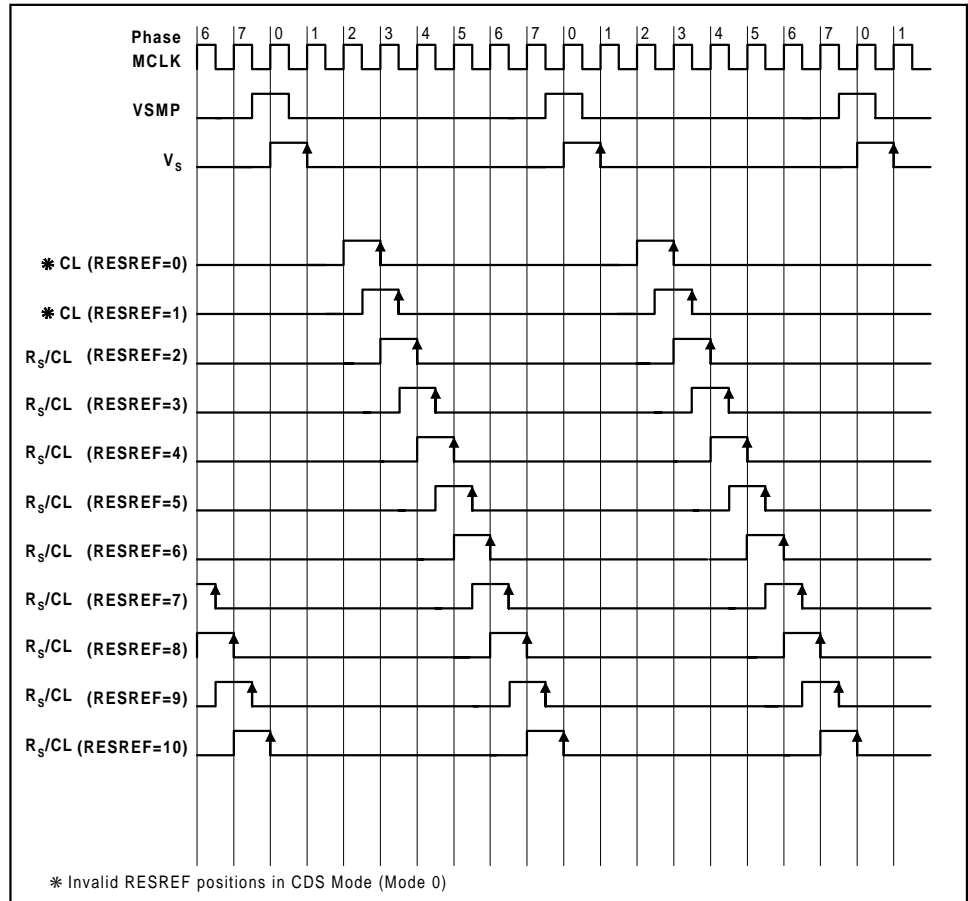 Phase 6 7 0 1 2 3 4 5 6 7 0 1 2 3 4 5 6 7 0 1
MCLK
VSMP
VS
✱ CL (RESREF=0)
✱ CL (RESREF=1)
RS/CL (RESREF=2)
RS/CL (RESREF=3)
RS/CL (RESREF=4)
RS/CL (RESREF=5)
RS/CL (RESREF=6)
RS/CL (RESREF=7)
RS/CL (RESREF=8)
RS/CL (RESREF=9)
RS/CL (RESREF=10)
✱ Invalid RESREF positions in CDS Mode (Mode 0)